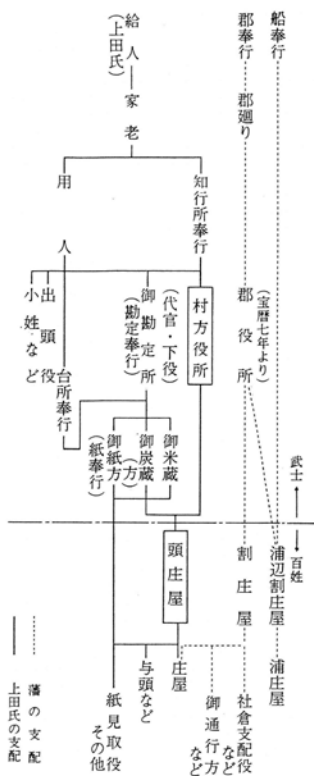 船奉行
郡奉行
郡廻り
郡役所
(宝暦七年より)
浦辺割庄屋
浦庄屋
割庄屋
社倉支配役
など
御通行方
など
給人
(上田氏)
家老
知行所奉行
用人
村方役所
(代官・下役)
御勘定所
(勘定奉行)
台所奉行
出頭役
小姓など
御米蔵
御炭蔵
(方)
御紙方
(紙奉行)
武士
百姓
頭庄屋
庄屋
与頭など
紙見取役
その他
藩の支配
上田氏の支配